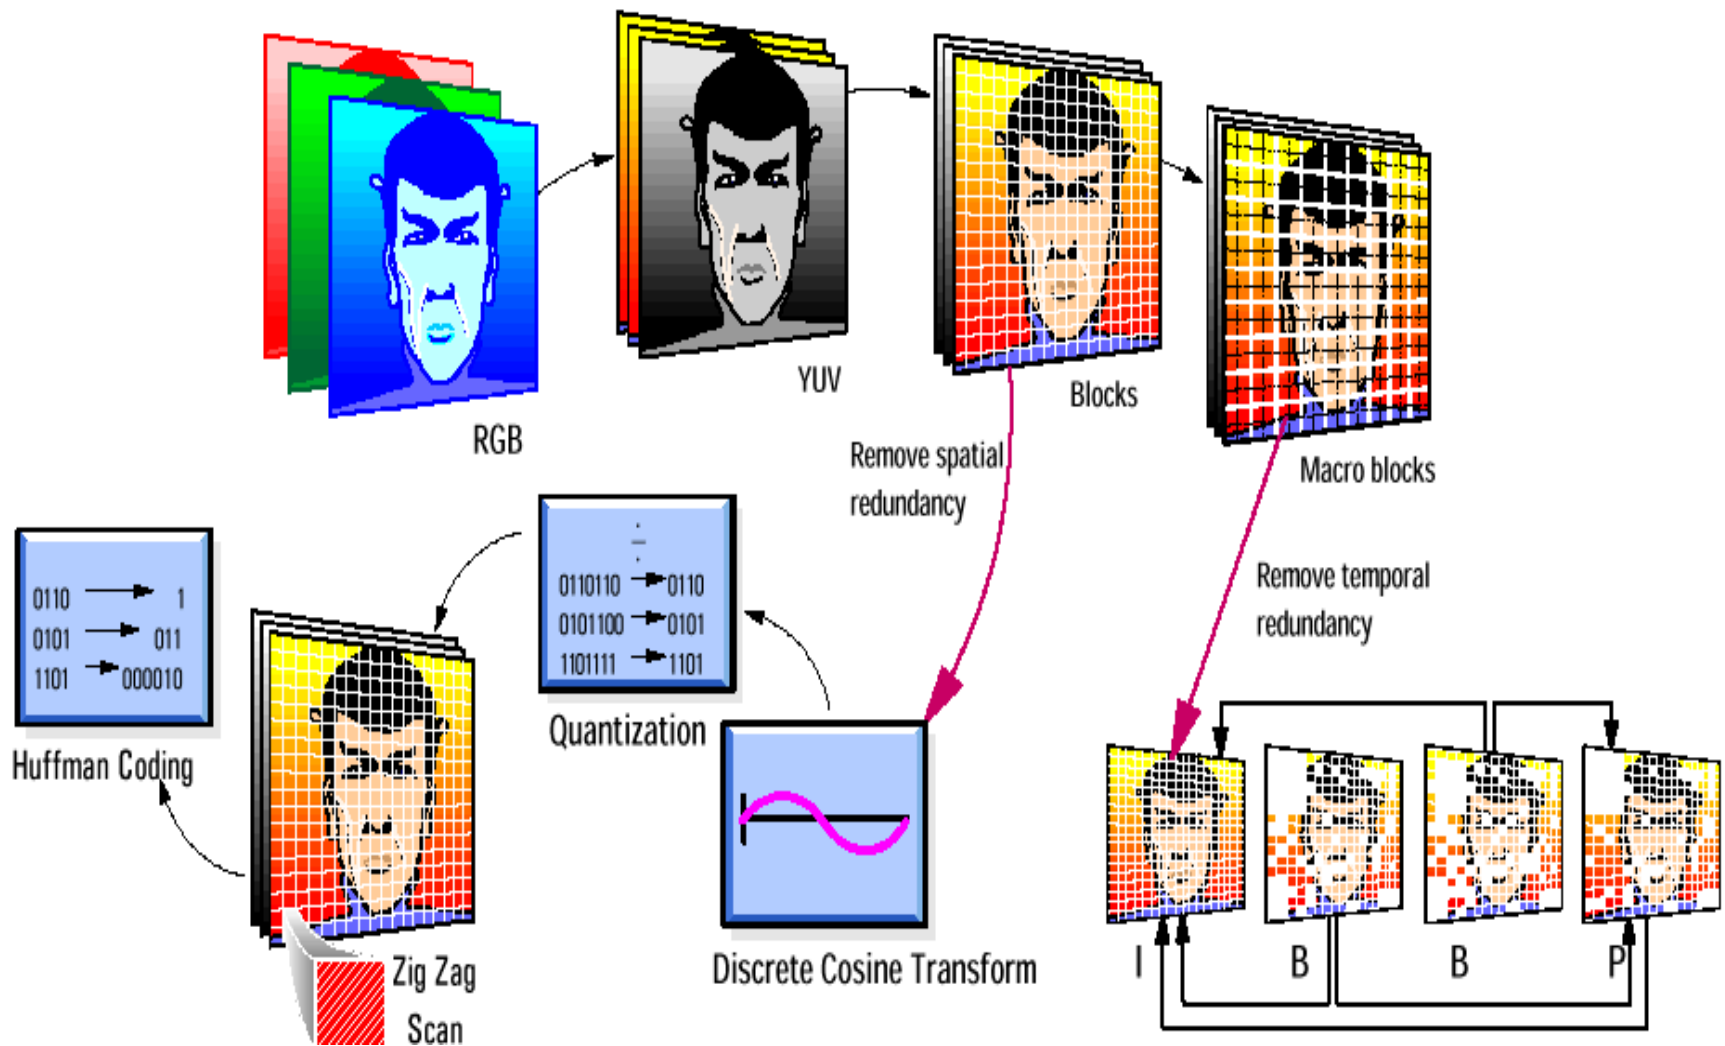 RGB
YUV
Blocks
Macro blocks
Remove spatial
redundancy
Remove temporal
redundancy
0110 1
0101 011
1101 000010
Huffman Coding
0110110 0110
0101100 0101
1101111 1101
Quantization
Discrete Cosine Transform
Zig Zag
Scan
I B B P